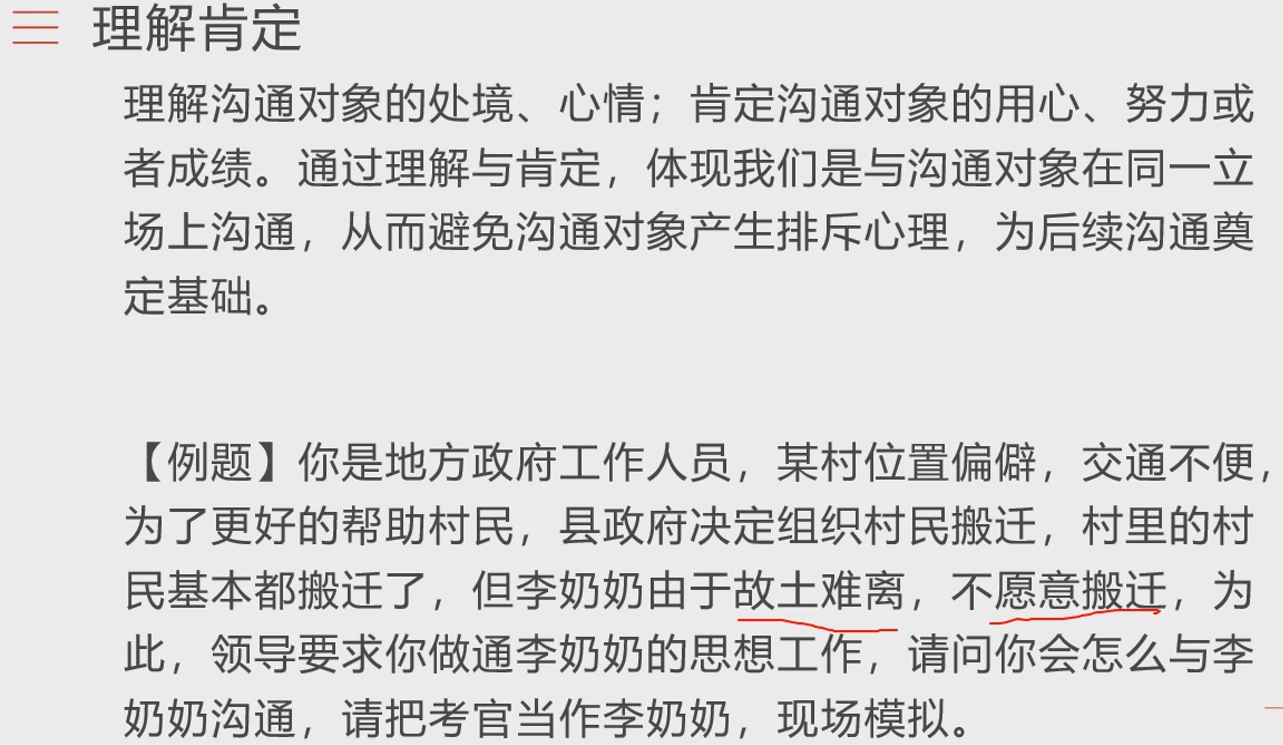 理解肯定
理解沟通对象的处境、心情；肯定沟通对象的用心、努力或
者成绩。通过理解与肯定，体现我们是与沟通对象在同一立
场上沟通，从而避免沟通对象产生排斥心理，为后续沟通奠
定基础。
【例题】你是地方政府工作人员，某村位置偏僻，交通不便，
为了更好的帮助村民，县政府决定组织村民搬迁，村里的村
民基本都搬迁了，但李奶奶由于故土难离，不愿意搬迁，为
此，领导要求你做通李奶奶的思想工作，请问你会怎么与李
奶奶沟通，请把考官当作李奶奶，现场模拟。